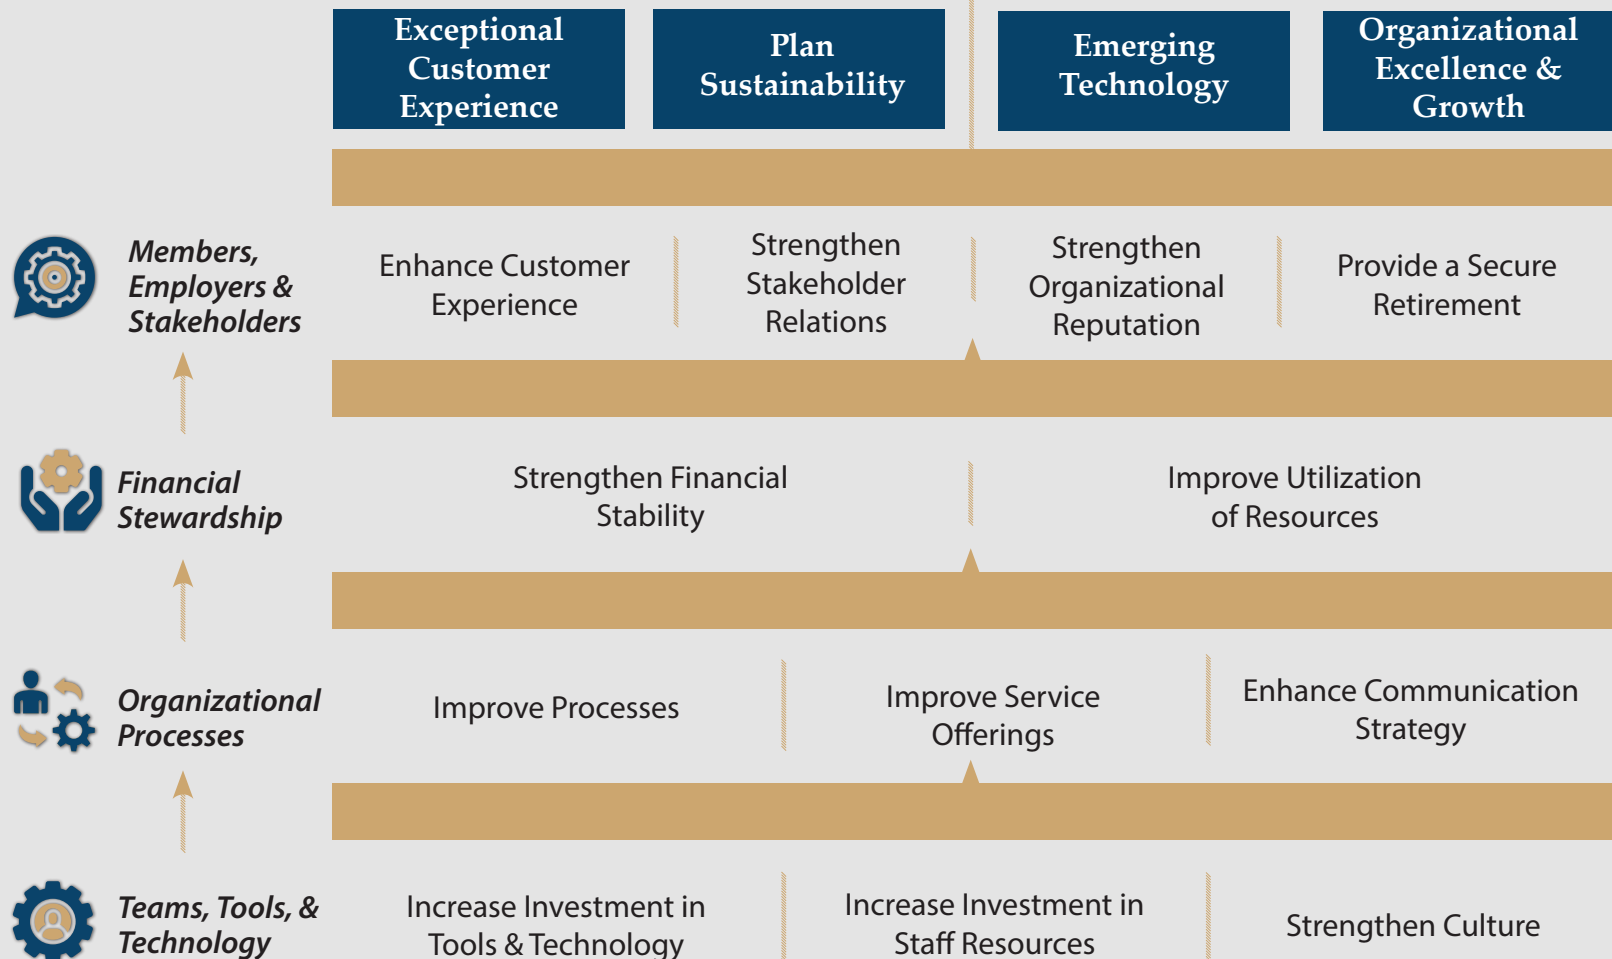 Exceptional
Customer
Experience
Plan
Sustainability
Emerging
Technology
Organizational
Excellence &
Growth
Members,
Employers &
Stakeholders
Enhance Customer
Experience
Strengthen
Stakeholder
Relations
Strengthen
Organizational
Reputation
Provide a Secure
Retirement
Financial
Stewardship
Strengthen Financial
Stability
Improve Utilization
of Resources
Organizational
Processes
Improve Processes
Improve Service
Offerings
Enhance Communication
Strategy
Teams, Tools, &
Technology
Increase Investment in
Tools & Technology
Increase Investment in
Staff Resources
Strengthen Culture